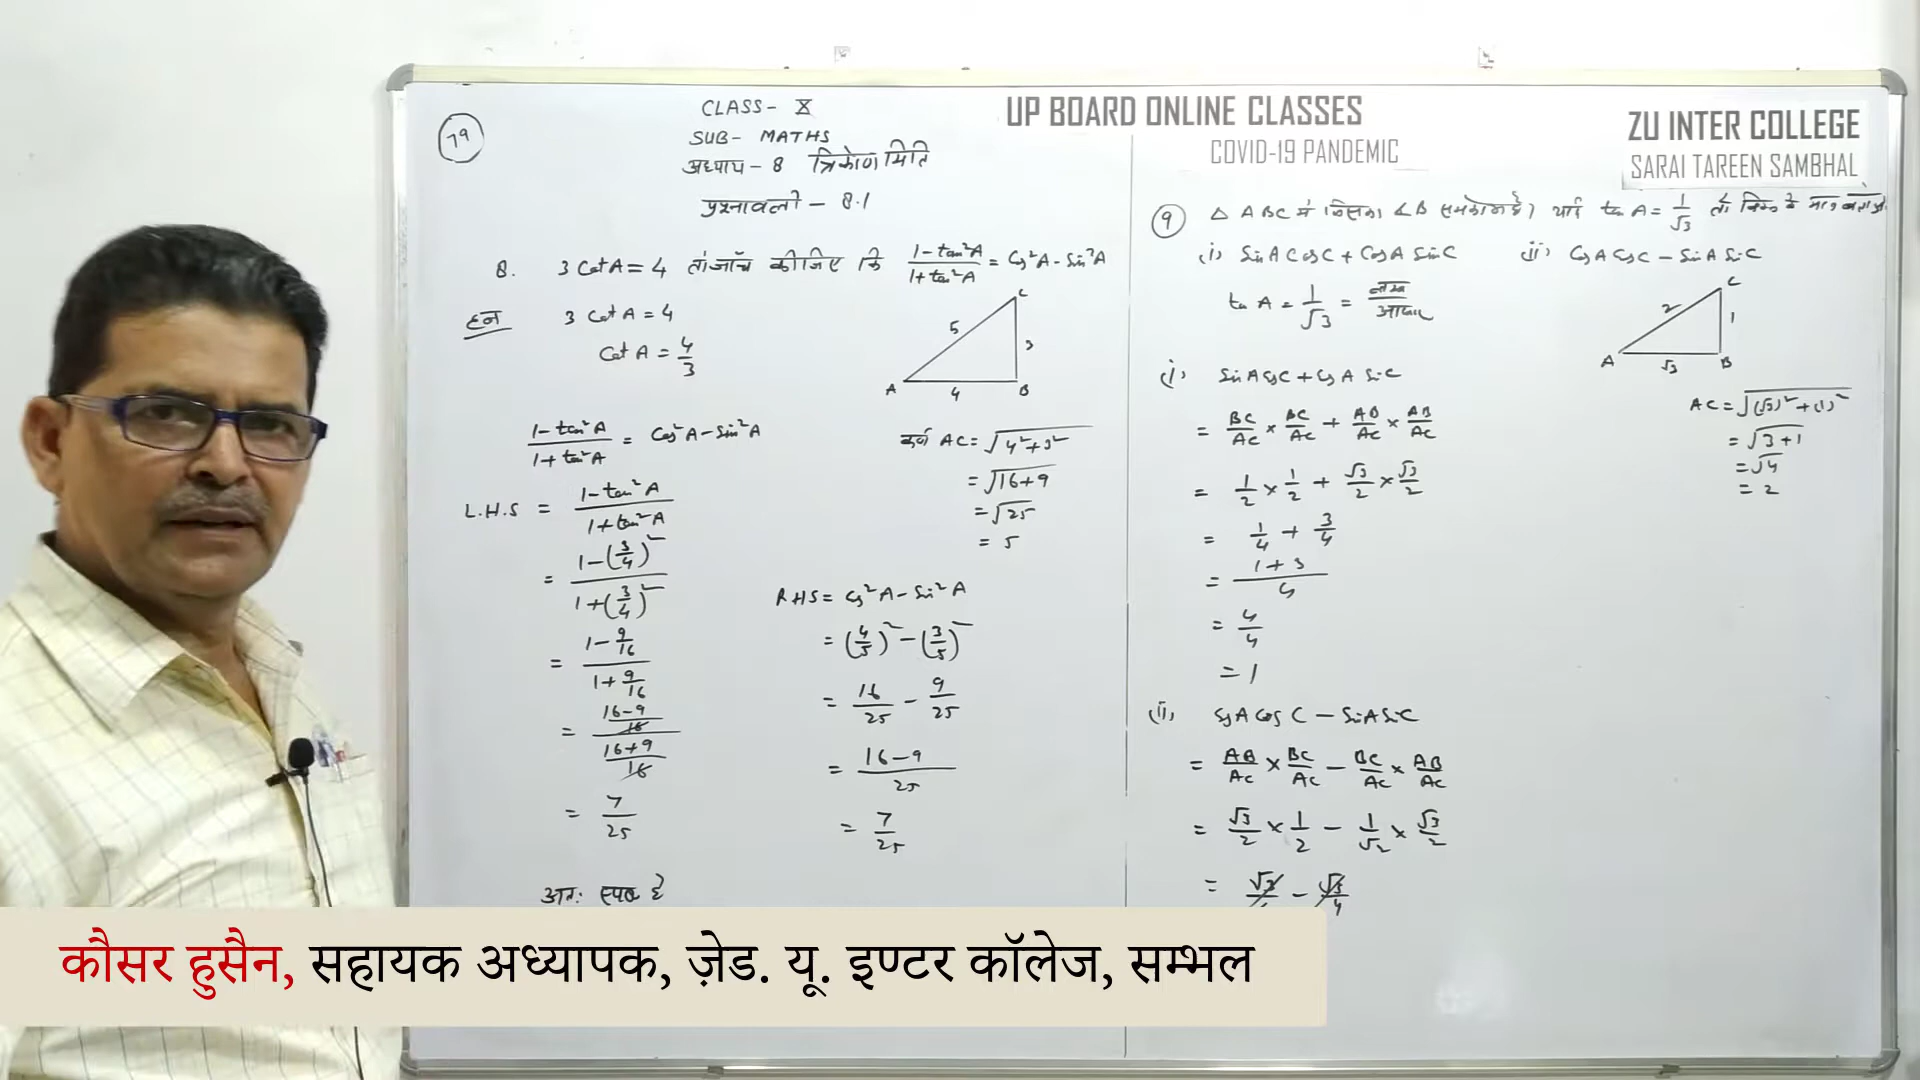 79
CLASS - X
SUB - MATHS
अध्याय - 8 त्रिकोणमिति
प्रश्नावली - 8.1
UP BOARD ONLINE CLASSES
COVID-19 PANDEMIC
ZU INTER COLLEGE
SARAI TAREEN SAMBHAL
8. 3 Cot A = 4 तो जाँच कीजिए कि (1 - tan²A)/(1 + tan²A) = Cos²A - Sin²A
हल 3 Cot A = 4
Cot A = 4/3
C
5
3
A 4 B
(1 - tan²A)/(1 + tan²A) = Cos²A - Sin²A
L.H.S = (1 - tan²A)/(1 + tan²A)
= (1 - (3/4)²)/(1 + (3/4)²)
= (1 - 9/16)/(1 + 9/16)
= ((16 - 9)/16)/((16 + 9)/16)
= 7/25
अतः स्पष्ट है
कर्ण AC = √(4² + 3²)
= √(16 + 9)
= √25
= 5
RHS = Cos²A - Sin²A
= (4/5)² - (3/5)²
= 16/25 - 9/25
= (16 - 9)/25
= 7/25
9 △ ABC में जिसका ∠B समकोण है। यदि tan A = 1/√3 तो निम्न के मान
(i) Sin A Cos C + Cos A Sin C (ii) Cos A Cos C - Sin A Sin C
tan A = 1/√3 = लम्ब/आधार
C
2
1
A √3 B
AC = √((√3)² + (1)²)
= √(3 + 1)
= √4
= 2
(i) Sin A Cos C + Cos A Sin C
= BC/AC × BC/AC + AB/AC × AB/AC
= 1/2 × 1/2 + √3/2 × √3/2
= 1/4 + 3/4
= (1 + 3)/4
= 4/4
= 1
(ii) Cos A Cos C - Sin A Sin C
= AB/AC × BC/AC - BC/AC × AB/AC
= √3/2 × 1/2 - 1/√2 × √3/2
= √3/4 - √3/4
कौसर हुसैन, सहायक अध्यापक, ज़ेड. यू. इण्टर कॉलेज, सम्भल